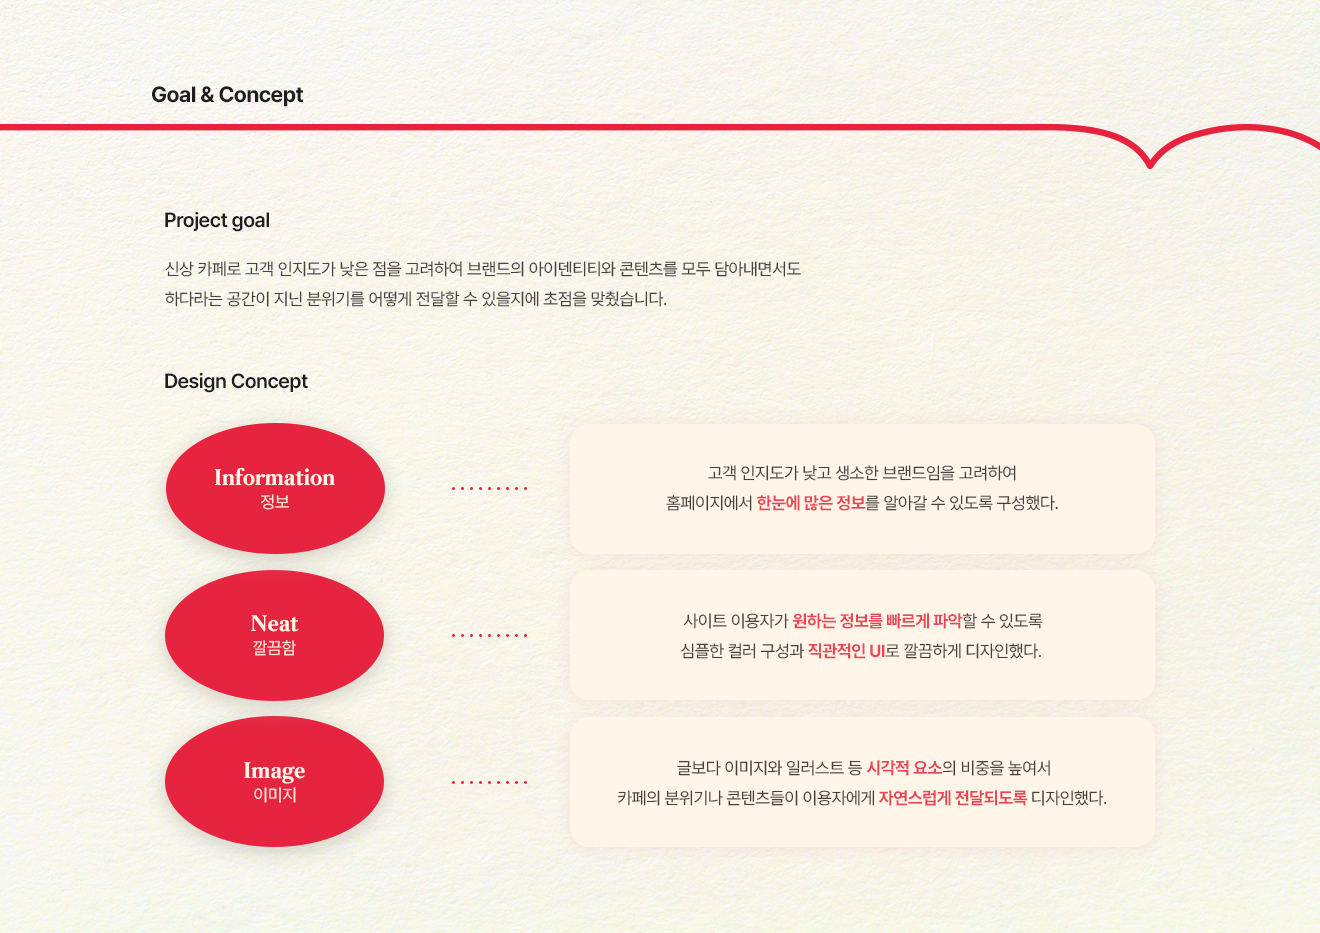 Goal & Concept
Project goal
신상 카페로 고객 인지도가 낮은 점을 고려하여 브랜드의 아이덴티티와 콘텐츠를 모두 담아내면서도
하다라는 공간이 지닌 분위기를 어떻게 전달할 수 있을지에 초점을 맞췄습니다.
Design Concept
Information
정보
고객 인지도가 낮고 생소한 브랜드임을 고려하여
홈페이지에서 한눈에 많은 정보를 알아갈 수 있도록 구성했다.
Neat
깔끔함
사이트 이용자가 원하는 정보를 빠르게 파악할 수 있도록
심플한 컬러 구성과 직관적인 UI로 깔끔하게 디자인했다.
Image
이미지
글보다 이미지와 일러스트 등 시각적 요소의 비중을 높여서
카페의 분위기나 콘텐츠들이 이용자에게 자연스럽게 전달되도록 디자인했다.